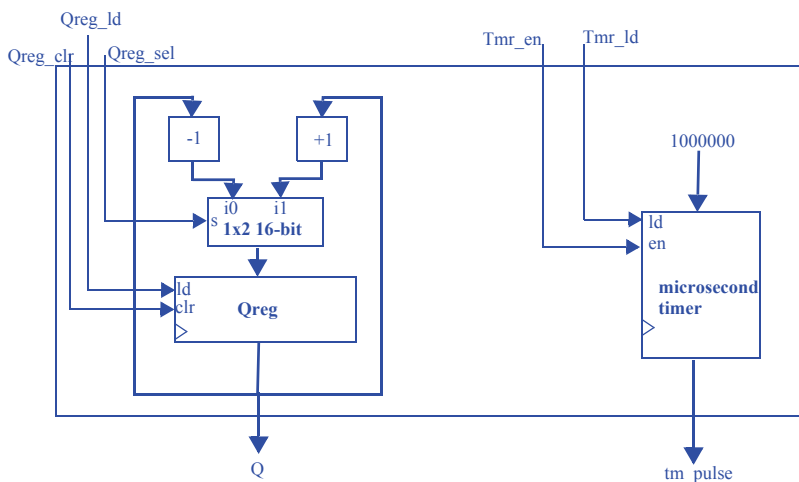 Qreg_ld
Qreg_clr
Qreg_sel
Tmr_en
Tmr_ld
-1
+1
1000000
i0 i1
s 1x2 16-bit
ld
clr
Qreg
ld
en
microsecond
timer
Q
tm_pulse